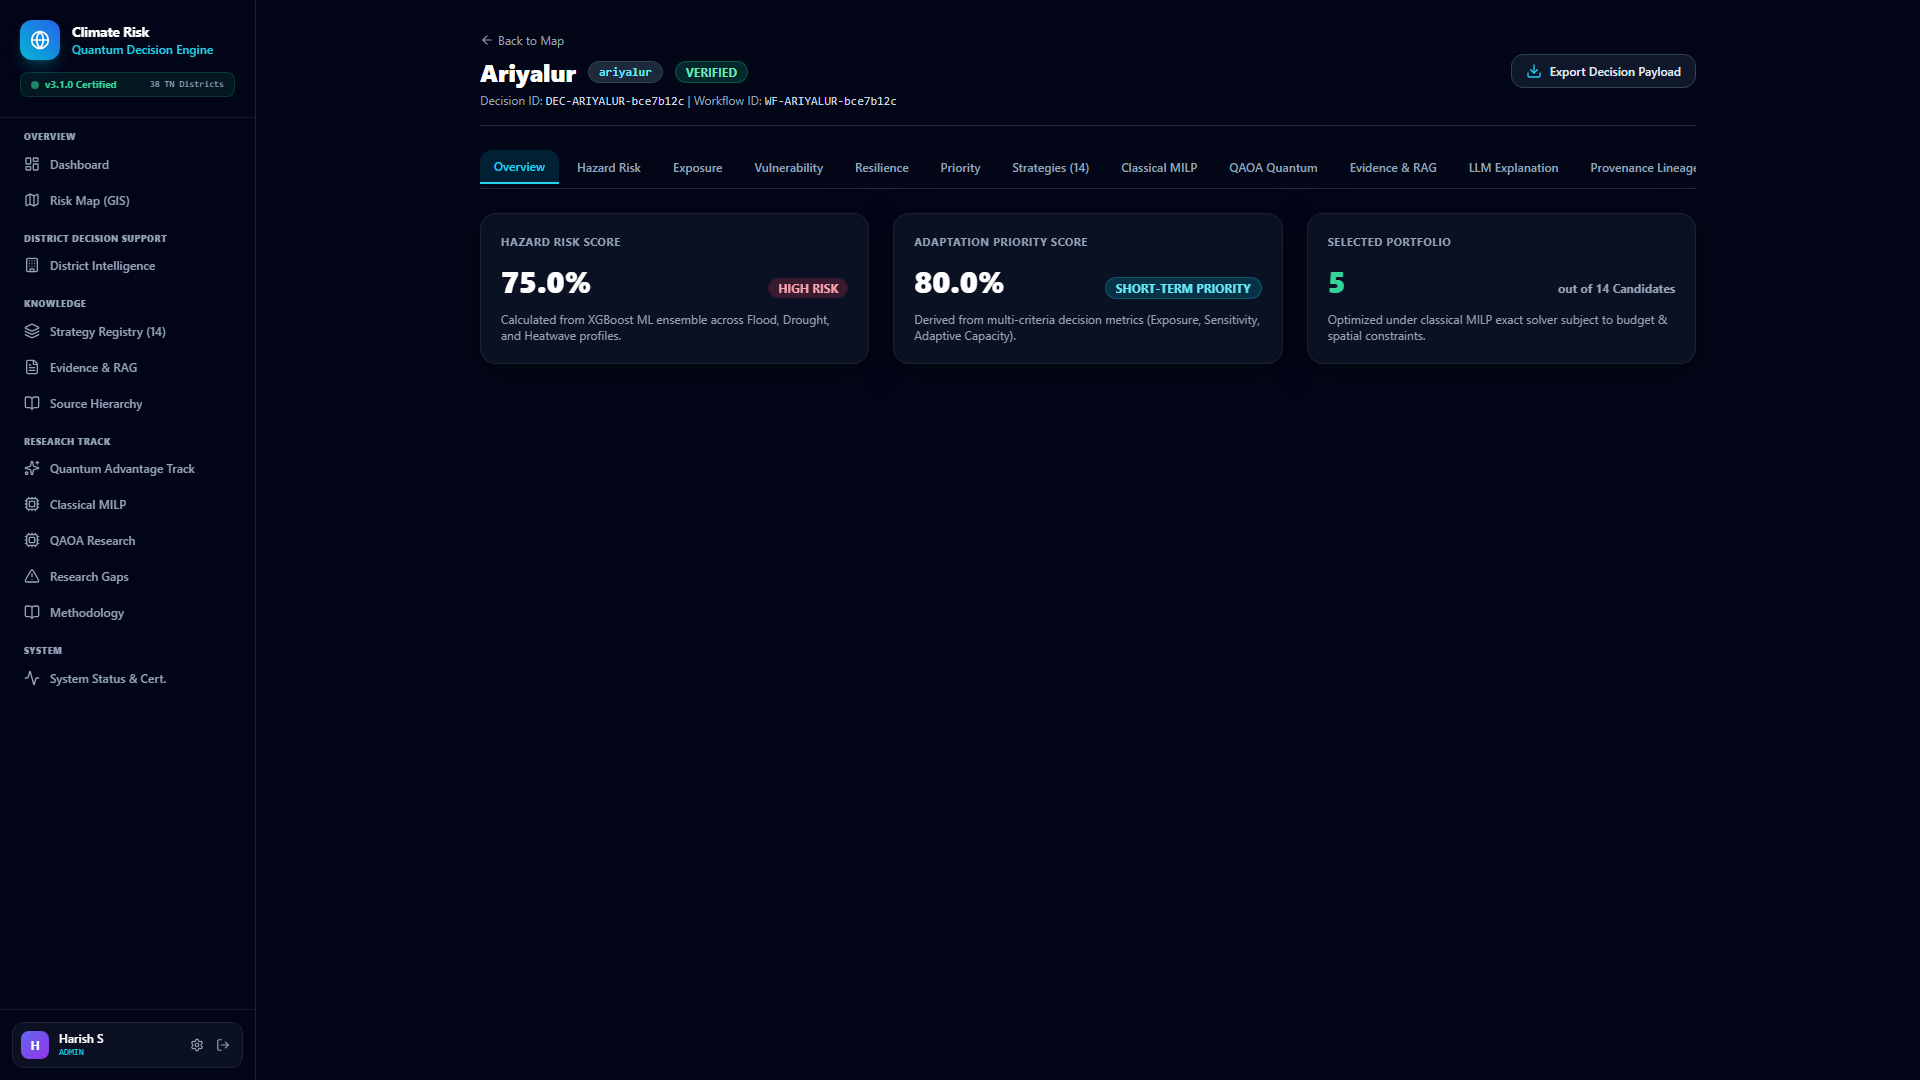 Climate Risk
Quantum Decision Engine
v3.1.0 Certified 38 TN Districts
OVERVIEW
Dashboard
Risk Map (GIS)
DISTRICT DECISION SUPPORT
District Intelligence
KNOWLEDGE
Strategy Registry (14)
Evidence & RAG
Source Hierarchy
RESEARCH TRACK
Quantum Advantage Track
Classical MILP
QAOA Research
Research Gaps
Methodology
SYSTEM
System Status & Cert.
H
Harish S
ADMIN
Back to Map
Ariyalur ariyalur VERIFIED
Decision ID: DEC-ARIYALUR-bce7b12c | Workflow ID: WF-ARIYALUR-bce7b12c
Export Decision Payload
Overview Hazard Risk Exposure Vulnerability Resilience Priority Strategies (14) Classical MILP QAOA Quantum Evidence & RAG LLM Explanation Provenance Lineage
HAZARD RISK SCORE
75.0% HIGH RISK
Calculated from XGBoost ML ensemble across Flood, Drought,
and Heatwave profiles.
ADAPTATION PRIORITY SCORE
80.0% SHORT-TERM PRIORITY
Derived from multi-criteria decision metrics (Exposure, Sensitivity,
Adaptive Capacity).
SELECTED PORTFOLIO
5 out of 14 Candidates
Optimized under classical MILP exact solver subject to budget &
spatial constraints.